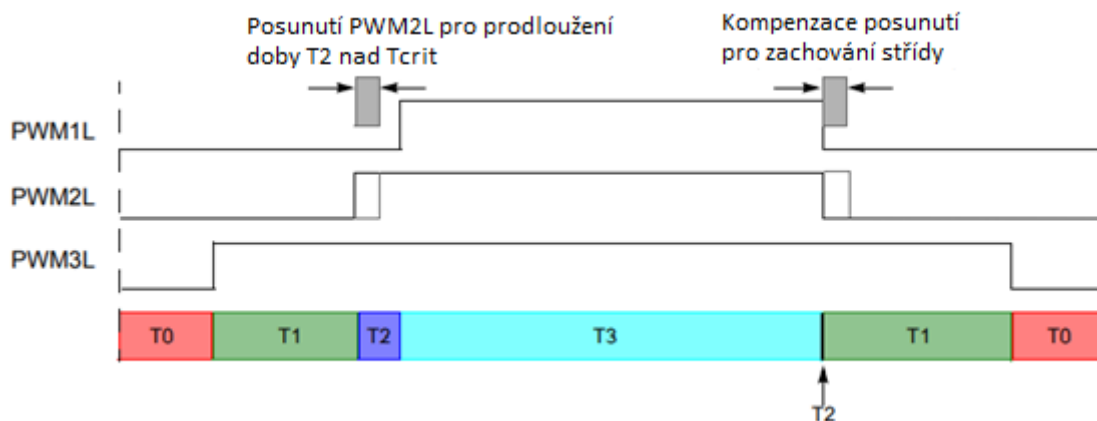 Posunutí PWM2L pro prodloužení
doby T2 nad Tcrit
Kompenzace posunutí
pro zachování střídy
PWM1L
PWM2L
PWM3L
T0 T1 T2 T3 T1 T0
T2